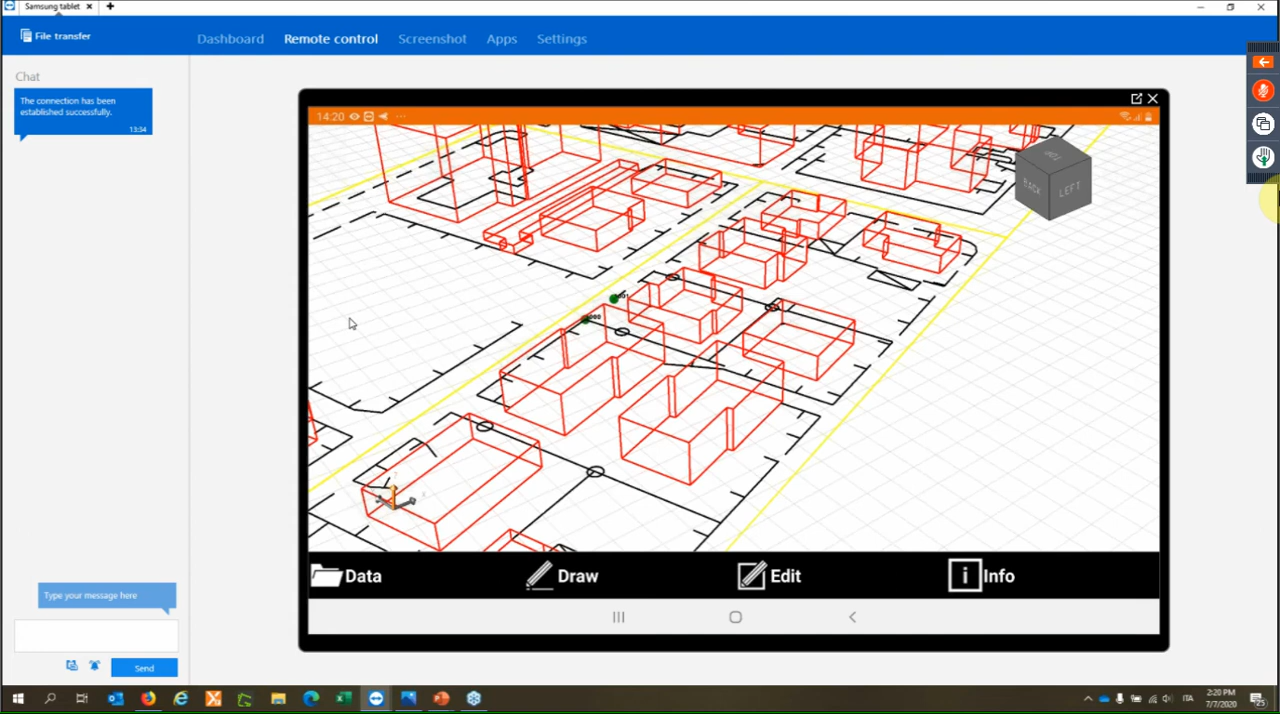 Samsung tablet
File transfer
Dashboard
Remote control
Screenshot
Apps
Settings
Chat
The connection has been
established successfully.
13:34
14:20
TOP
BACK
LEFT
Data
Draw
Edit
Info
Type your message here
Send
ITA
2:20 PM
7/7/2020
25